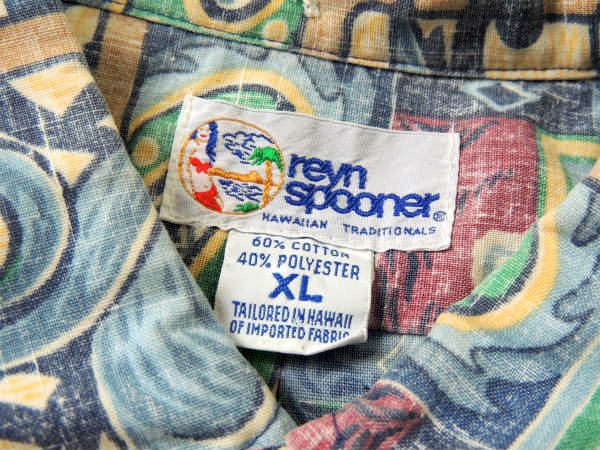 reyn
spooner®
HAWAIIAN TRADITIONALS
60% COTTON
40% POLYESTER
XL
TAILORED IN HAWAII
OF IMPORTED FABRIC